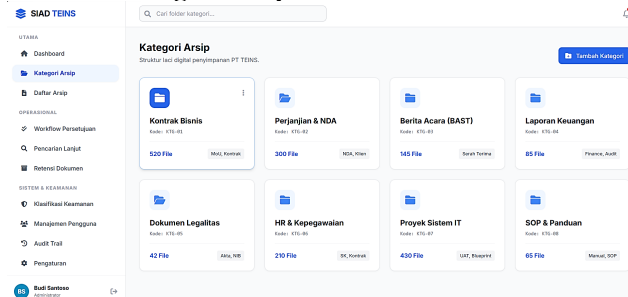 SIAD TEINS
Cari folder kategori...
UTAMA
Dashboard
Kategori Arsip
Daftar Arsip
OPERASIONAL
Workflow Persetujuan
Pencarian Lanjut
Retensi Dokumen
SISTEM & KEAMANAN
Klasifikasi Keamanan
Manajemen Pengguna
Audit Trail
Pengaturan
BS
Budi Santoso
Administrator
Kategori Arsip
Struktur laci digital penyimpanan PT TEINS.
Tambah Kategori
Kontrak Bisnis
Kode: KTG-01
520 File
MoU, Kontrak
Perjanjian & NDA
Kode: KTG-02
300 File
NDA, Klien
Berita Acara (BAST)
Kode: KTG-03
145 File
Serah Terima
Laporan Keuangan
Kode: KTG-04
85 File
Finance, Audit
Dokumen Legalitas
Kode: KTG-05
42 File
Akta, NIB
HR & Kepegawaian
Kode: KTG-06
210 File
SK, Kontrak
Proyek Sistem IT
Kode: KTG-07
430 File
UAT, Blueprint
SOP & Panduan
Kode: KTG-08
65 File
Manual, SOP